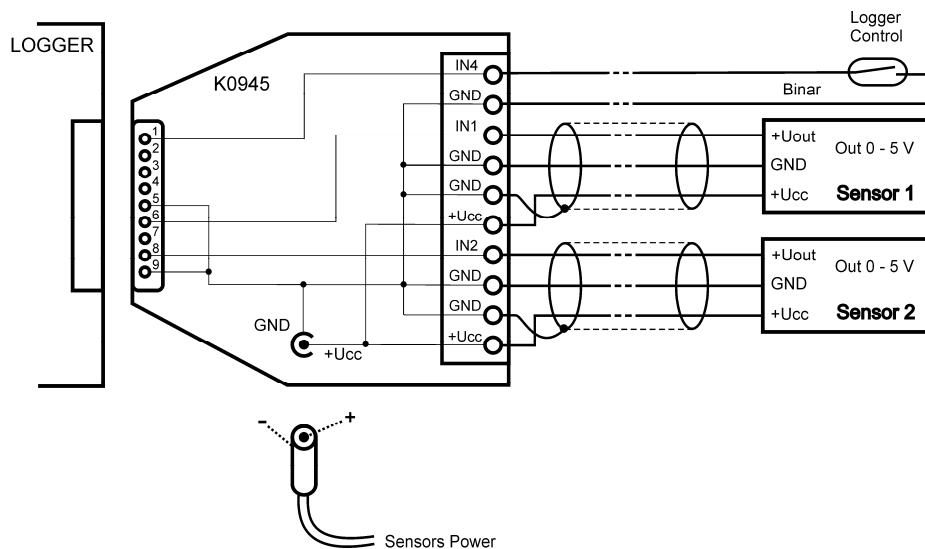 Logger
Control
LOGGER
K0945
IN4
GND
Binar
IN1
+Uout
1
2
3
4
5
6
7
8
9
GND
GND
Out 0 - 5 V
GND
+Ucc
Sensor 1
+Ucc
IN2
+Uout
GND
GND
Out 0 - 5 V
GND
+Ucc
Sensor 2
+Ucc
GND
+Ucc
-
+
Sensors Power